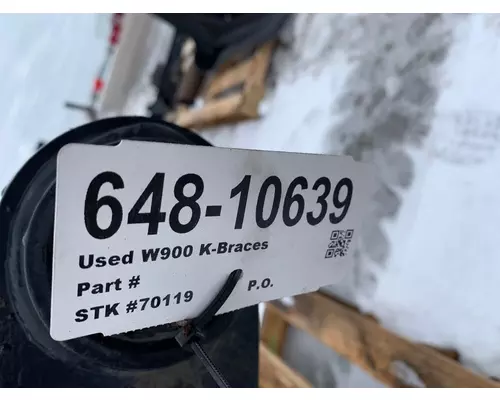 648-10639
Used W900 K-Braces
Part #
STK #70119 P.O.